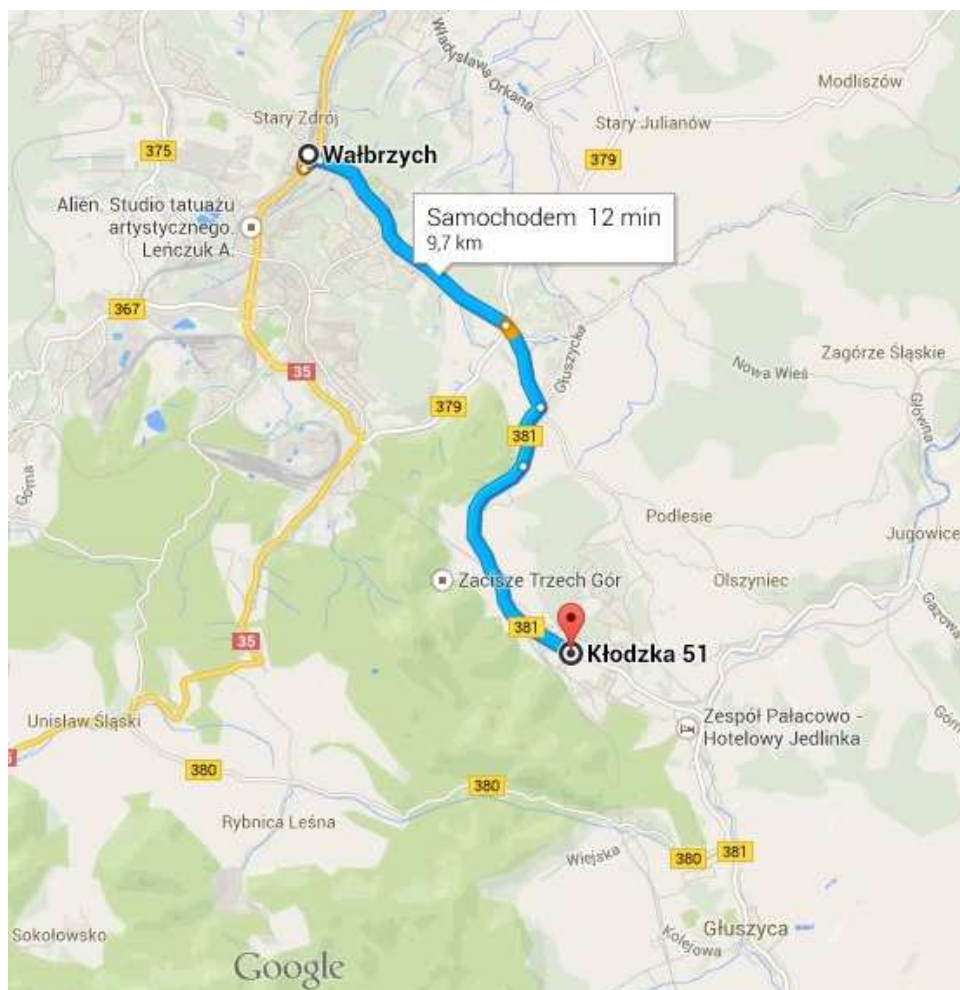 Władysława Orkana
Modliszów
Stary Zdrój
Stary Julianów
375
379
Wałbrzych
Alien. Studio tatuażu
artystycznego.
Leńczuk A.
Samochodem 12 min
9,7 km
367
35
Głuszycka
Zagórze Śląskie
Nowa Wieś
Główna
379
381
Górna
Podlesie
Jugowice
Zacisze Trzech Gór
Olszyniec
Gazowa
381
35
Kłodzka 51
Unisław Śląski
Zespół Pałacowo -
Hotelowy Jedlinka
380
380
Rybnica Leśna
Wiejska
380
381
Sokołowsko
Głuszyca
Kolejowa
Google